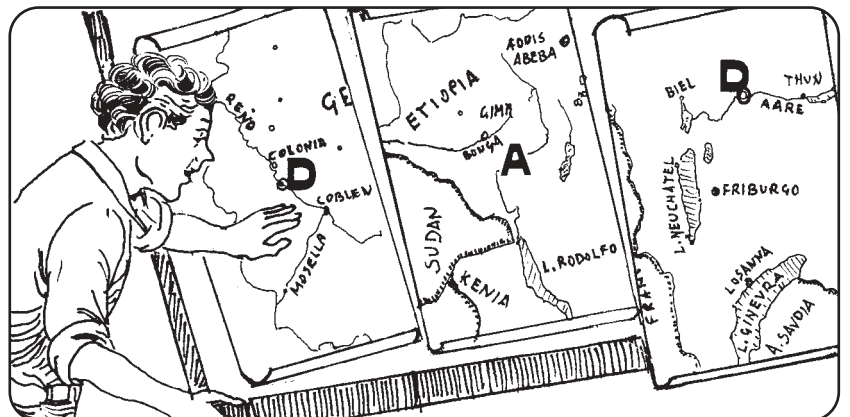 RENO
GE
COLONIA
D
COBLEN
MOSELLA
ADDIS
ABEBA
ETIOPIA
GIMA
BONGA
A
SUDAN
KENIA
L. RODOLFO
D
BIEL
THUN
AARE
L. NEUCHÂTEL
FRIBURGO
LOSANNA
L. GINEVRA
A. SAVOIA
FRAN